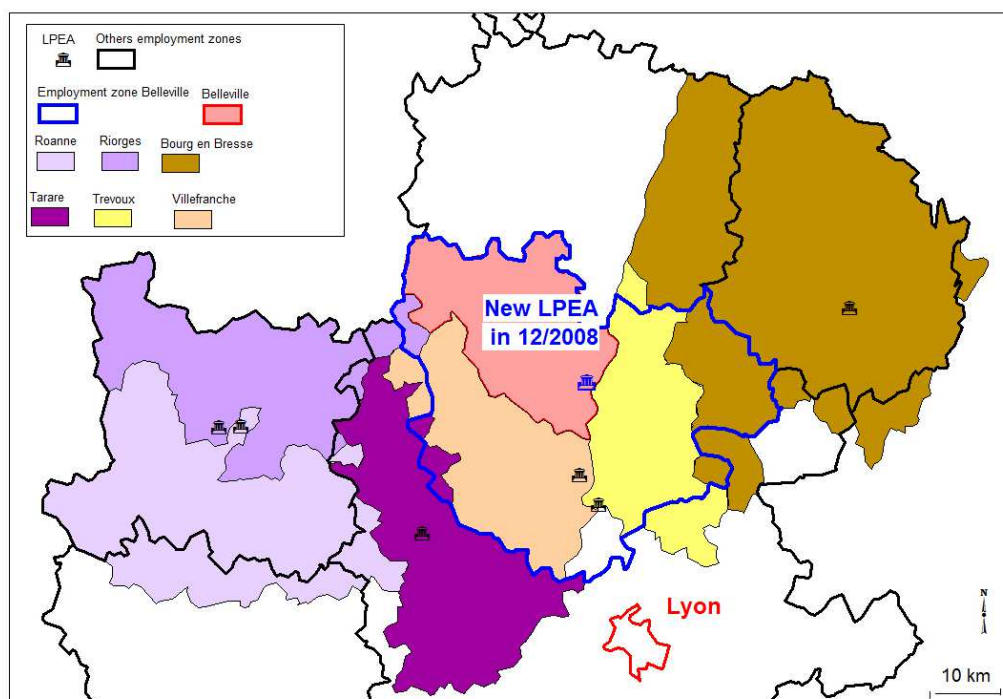 LPEA Others employment zones
Employment zone Belleville Belleville
Roanne Riorges Bourg en Bresse
Tarare Trevoux Villefranche
New LPEA
in 12/2008
Lyon
N
10 km